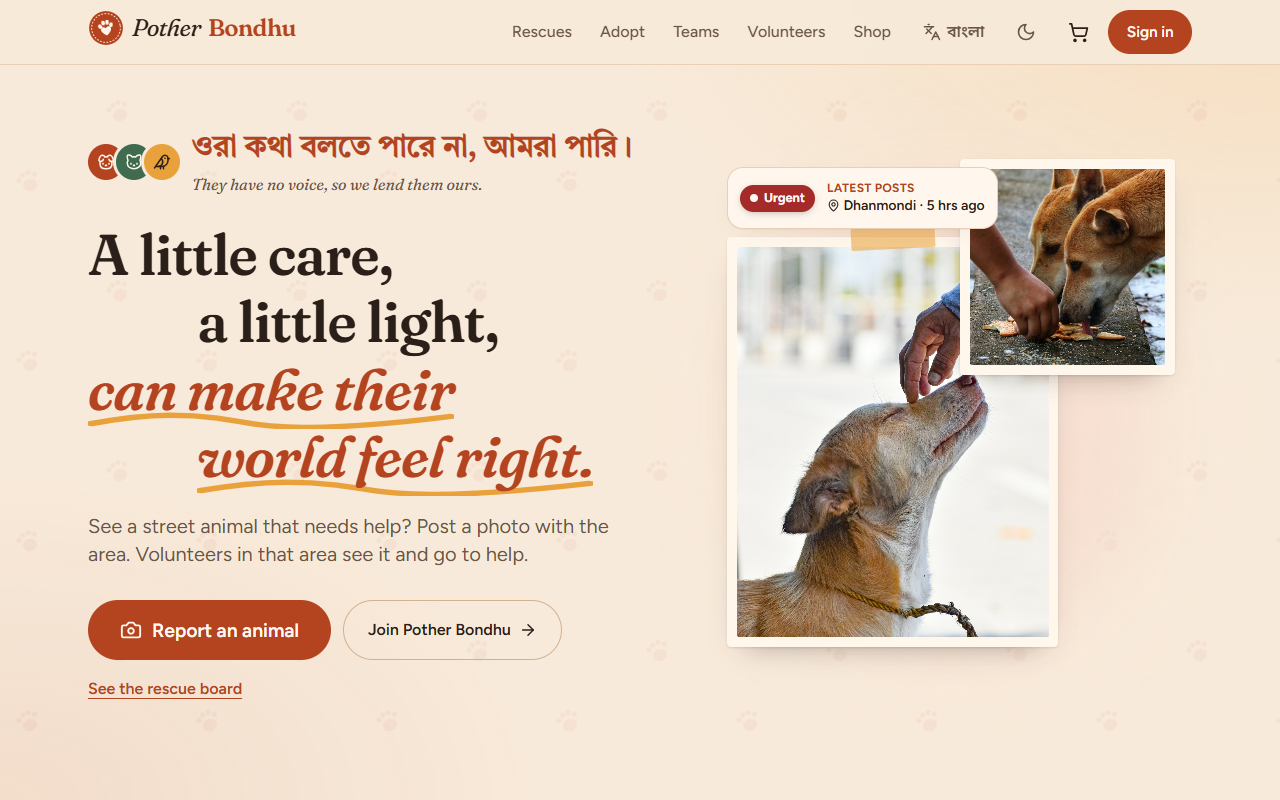 Pother Bondhu
Rescues
Adopt
Teams
Volunteers
Shop
বাংলা
Sign in
ওরা কথা বলতে পারে না, আমরা পারি।
They have no voice, so we lend them ours.
A little care,
a little light,
can make their
world feel right.
See a street animal that needs help? Post a photo with the
area. Volunteers in that area see it and go to help.
Report an animal
Join Pother Bondhu
See the rescue board
Urgent
LATEST POSTS
Dhanmondi · 5 hrs ago